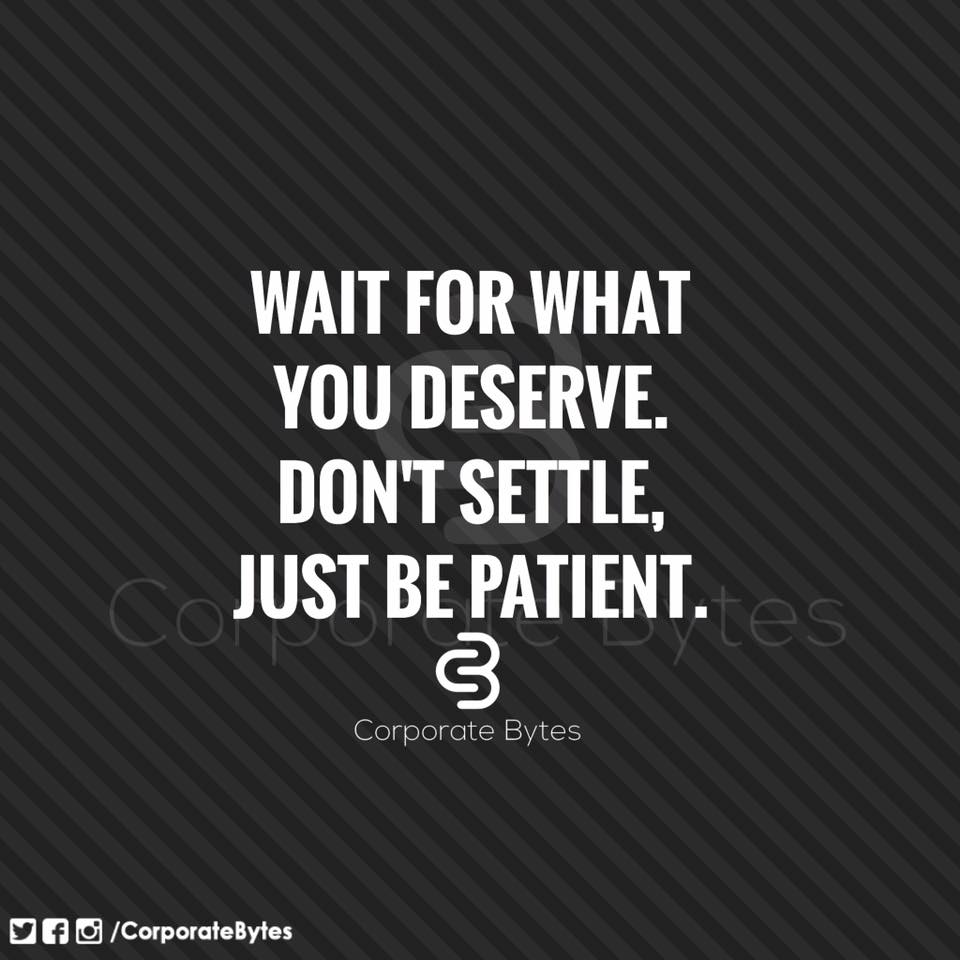 WAIT FOR WHAT
YOU DESERVE.
DON'T SETTLE,
JUST BE PATIENT.
Corporate Bytes
Corporate Bytes
/CorporateBytes